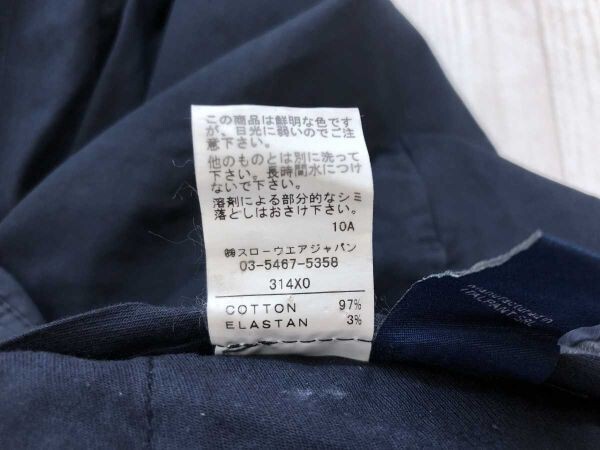 この商品は鮮明な色です
が、日光に弱いのでご注
意下さい。
他のものとは別に洗って
下さい。長時間水につけ
ないで下さい。
溶剤による部分的なシミ
落としはおさけ下さい。
10A
㈱スローウエアジャパン
03-5467-5358
314X0
COTTON 97%
ELASTAN 3%